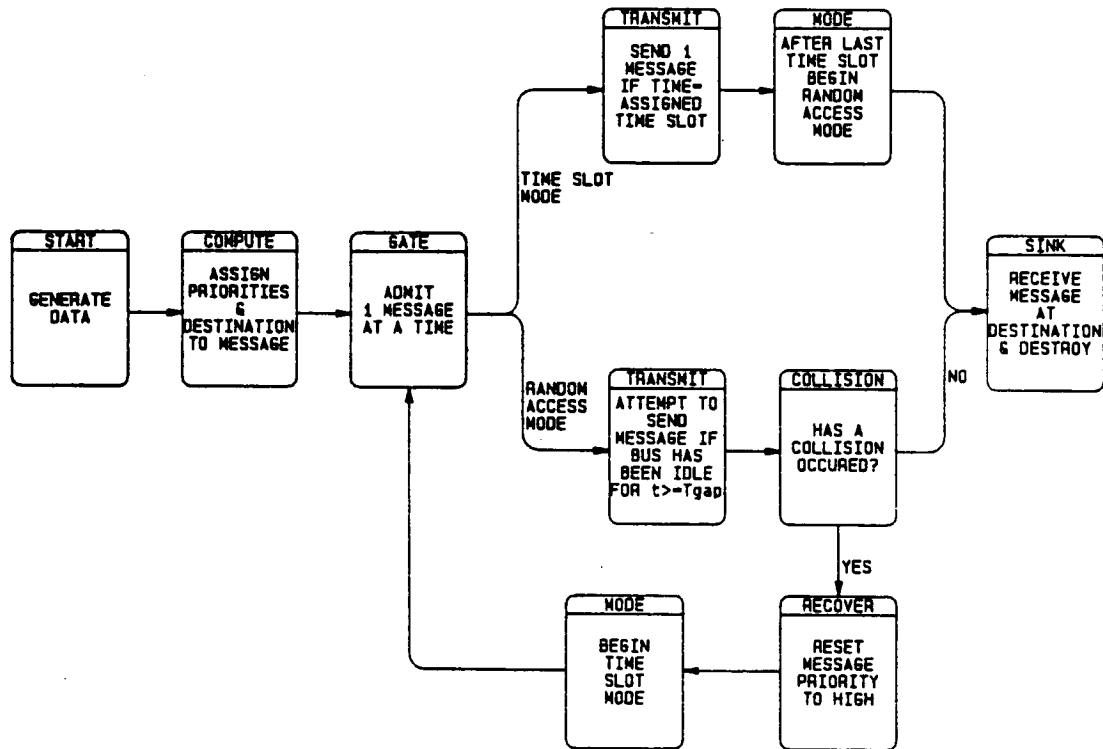 TRANSMIT
SEND 1
MESSAGE
IF TIME=
ASSIGNED
TIME SLOT
MODE
AFTER LAST
TIME SLOT
BEGIN
RANDOM
ACCESS
MODE
TIME SLOT
MODE
START
GENERATE
DATA
COMPUTE
ASSIGN
PRIORITIES
&
DESTINATION
TO MESSAGE
GATE
ADMIT
1 MESSAGE
AT A TIME
SINK
RECEIVE
MESSAGE
AT
DESTINATION
& DESTROY
RANDOM
ACCESS
MODE
TRANSMIT
ATTEMPT TO
SEND
MESSAGE IF
BUS HAS
BEEN IDLE
FOR t>=Tgap
COLLISION
HAS A
COLLISION
OCCURED?
NO
YES
MODE
BEGIN
TIME
SLOT
MODE
RECOVER
RESET
MESSAGE
PRIORITY
TO HIGH